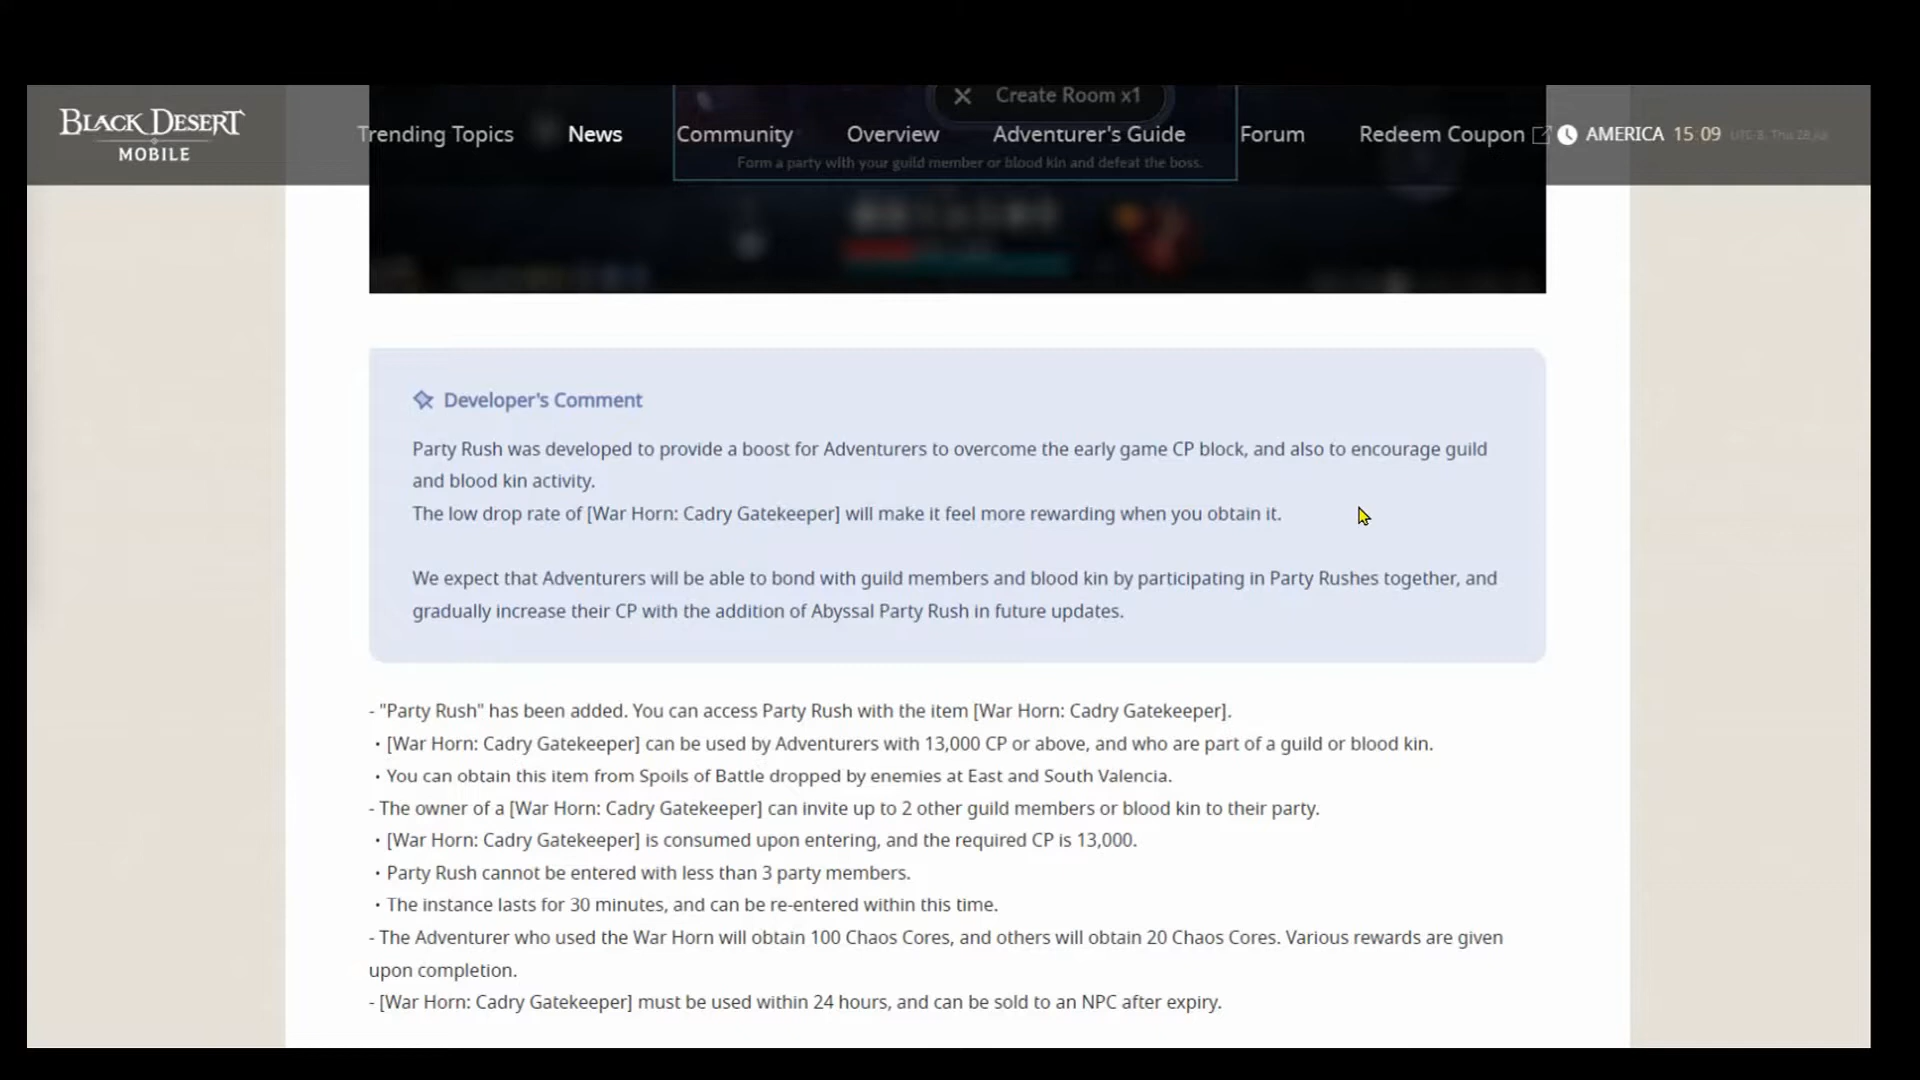 Create Room x1
BLACK DESERT
MOBILE
Trending Topics
News
Community
Overview
Adventurer's Guide
Forum
Redeem Coupon
AMERICA 15:09
Form a party with your guild member or blood kin and defeat the boss.
Developer's Comment
Party Rush was developed to provide a boost for Adventurers to overcome the early game CP block, and also to encourage guild
and blood kin activity.
The low drop rate of [War Horn: Cadry Gatekeeper] will make it feel more rewarding when you obtain it.
We expect that Adventurers will be able to bond with guild members and blood kin by participating in Party Rushes together, and
gradually increase their CP with the addition of Abyssal Party Rush in future updates.
- "Party Rush" has been added. You can access Party Rush with the item [War Horn: Cadry Gatekeeper].
・[War Horn: Cadry Gatekeeper] can be used by Adventurers with 13,000 CP or above, and who are part of a guild or blood kin.
・You can obtain this item from Spoils of Battle dropped by enemies at East and South Valencia.
- The owner of a [War Horn: Cadry Gatekeeper] can invite up to 2 other guild members or blood kin to their party.
・[War Horn: Cadry Gatekeeper] is consumed upon entering, and the required CP is 13,000.
・Party Rush cannot be entered with less than 3 party members.
・The instance lasts for 30 minutes, and can be re-entered within this time.
- The Adventurer who used the War Horn will obtain 100 Chaos Cores, and others will obtain 20 Chaos Cores. Various rewards are given
upon completion.
- [War Horn: Cadry Gatekeeper] must be used within 24 hours, and can be sold to an NPC after expiry.